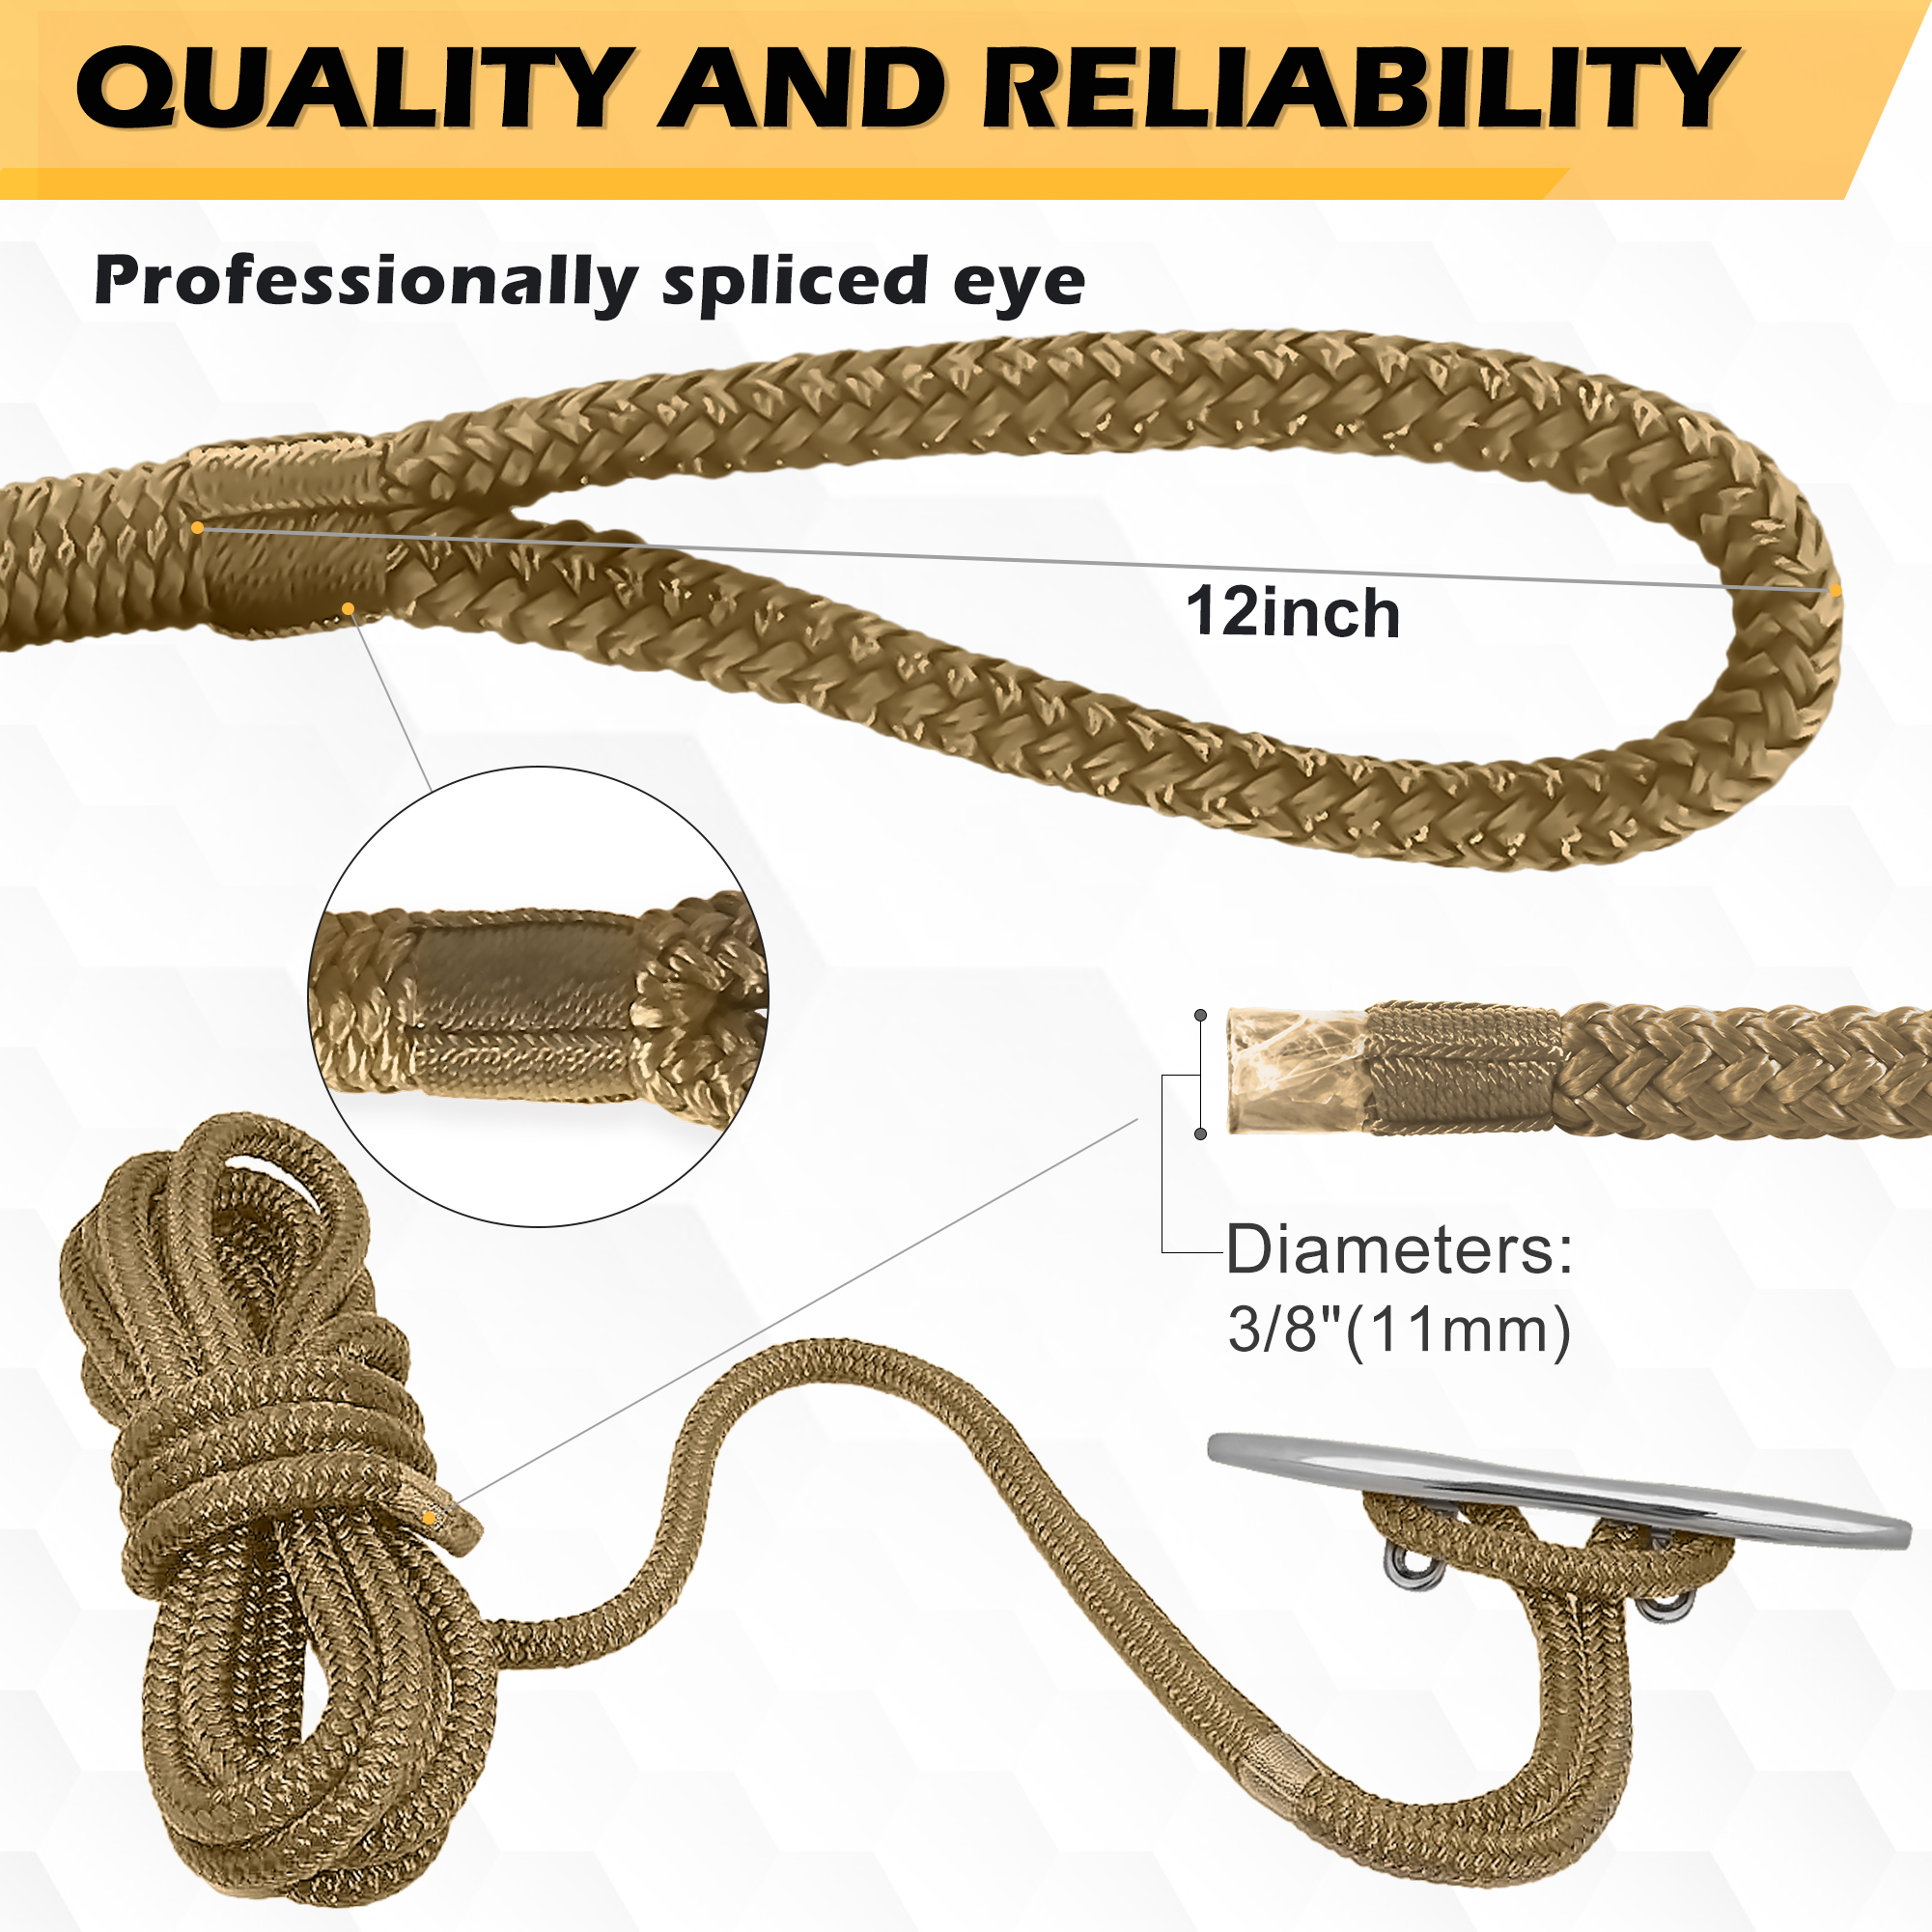 QUALITY AND RELIABILITY
Professionally spliced eye
12inch
Diameters:
3/8"(11mm)